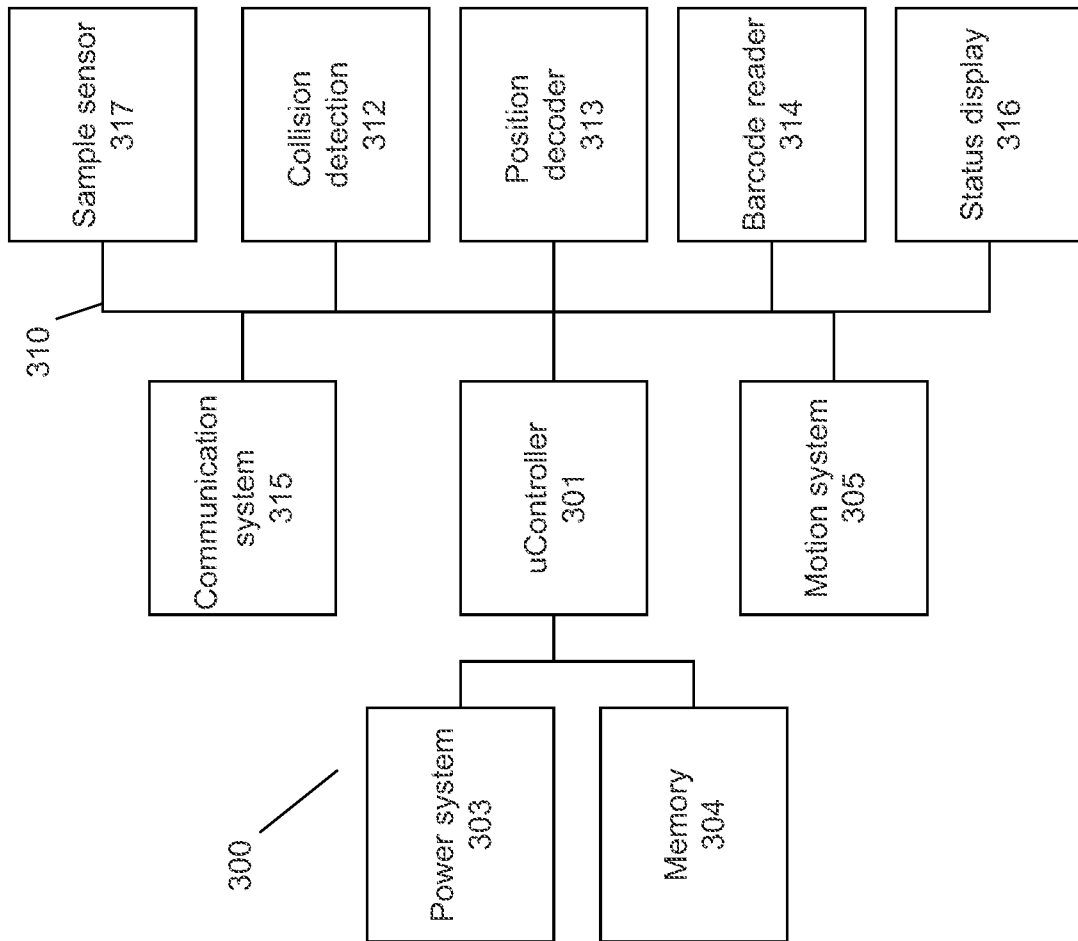 310
300
Power system
303
Memory
304
Communication
system
315
uController
301
Motion system
305
Sample sensor
317
Collision
detection
312
Position
decoder
313
Barcode reader
314
Status display
316